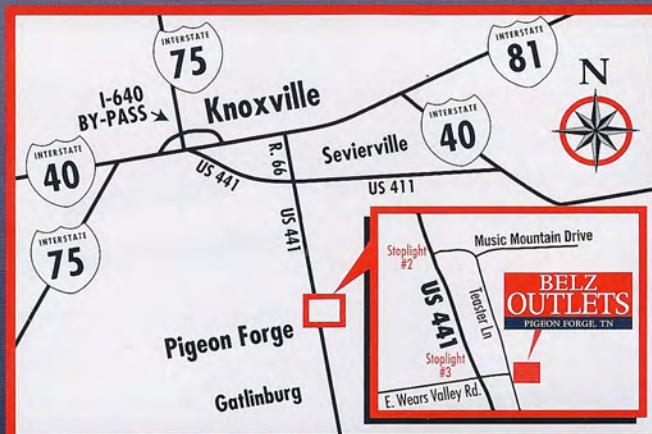 INTERSTATE
75
INTERSTATE
81
N
I-640
BY-PASS
Knoxville
INTERSTATE
40
Sevierville
INTERSTATE
40
US 441
R. 66
US 411
US 441
INTERSTATE
75
Pigeon Forge
Gatlinburg
Music Mountain Drive
Stoplight
#2
US 441
Teaster Ln
BELZ
OUTLETS
PIGEON FORGE, TN
Stoplight
#3
E. Wears Valley Rd.